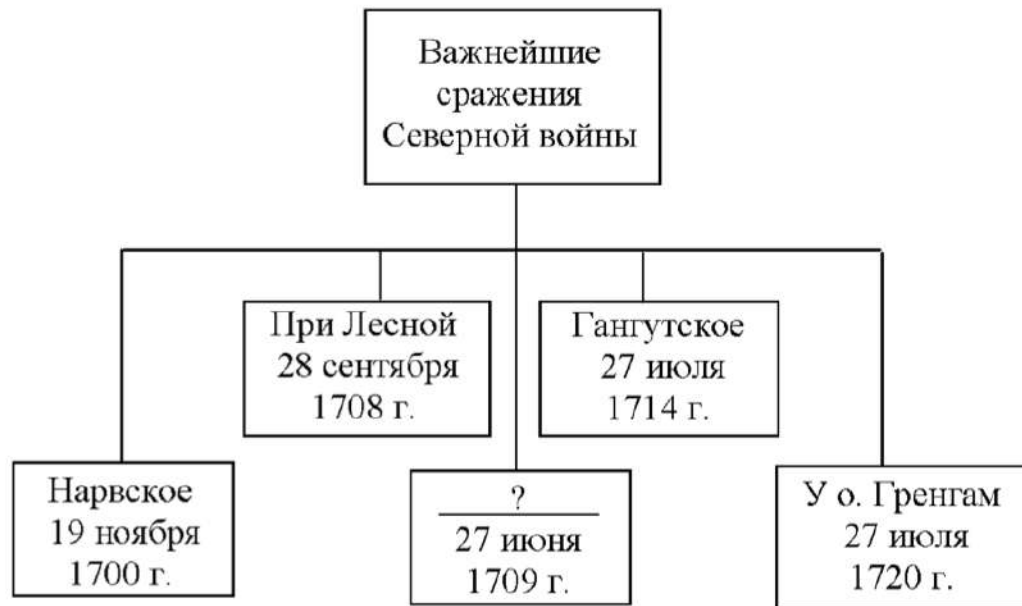 Важнейшие
сражения
Северной войны
При Лесной
28 сентября
1708 г.
Гангутское
27 июля
1714 г.
Нарвское
19 ноября
1700 г.
?
27 июня
1709 г.
У о. Гренгам
27 июля
1720 г.